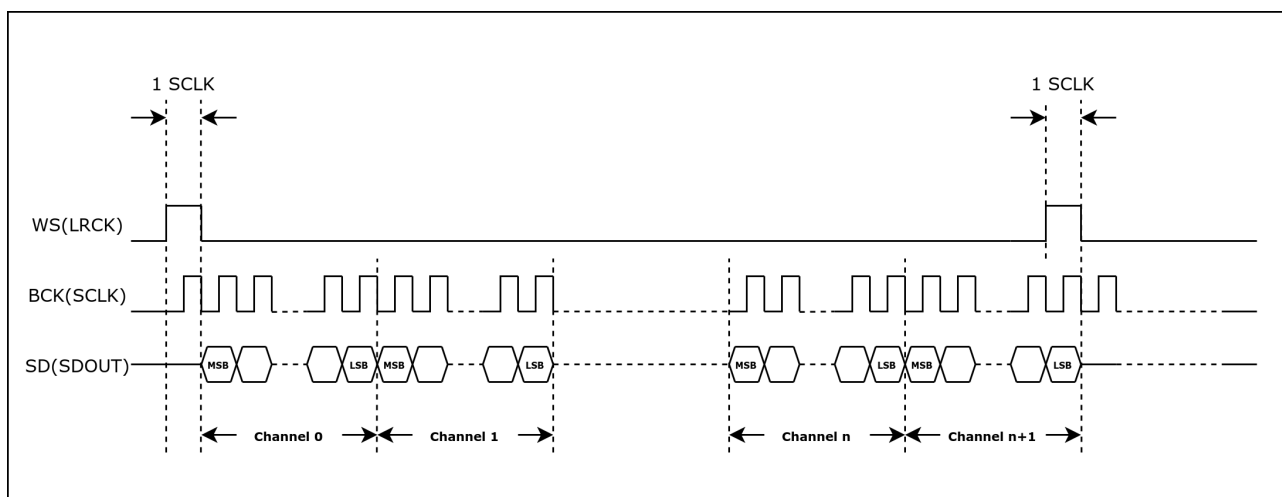 1 SCLK 1 SCLK
WS(LRCK)
BCK(SCLK)
SD(SDOUT) MSB LSB MSB LSB MSB LSB MSB LSB
Channel 0 Channel 1 Channel n Channel n+1